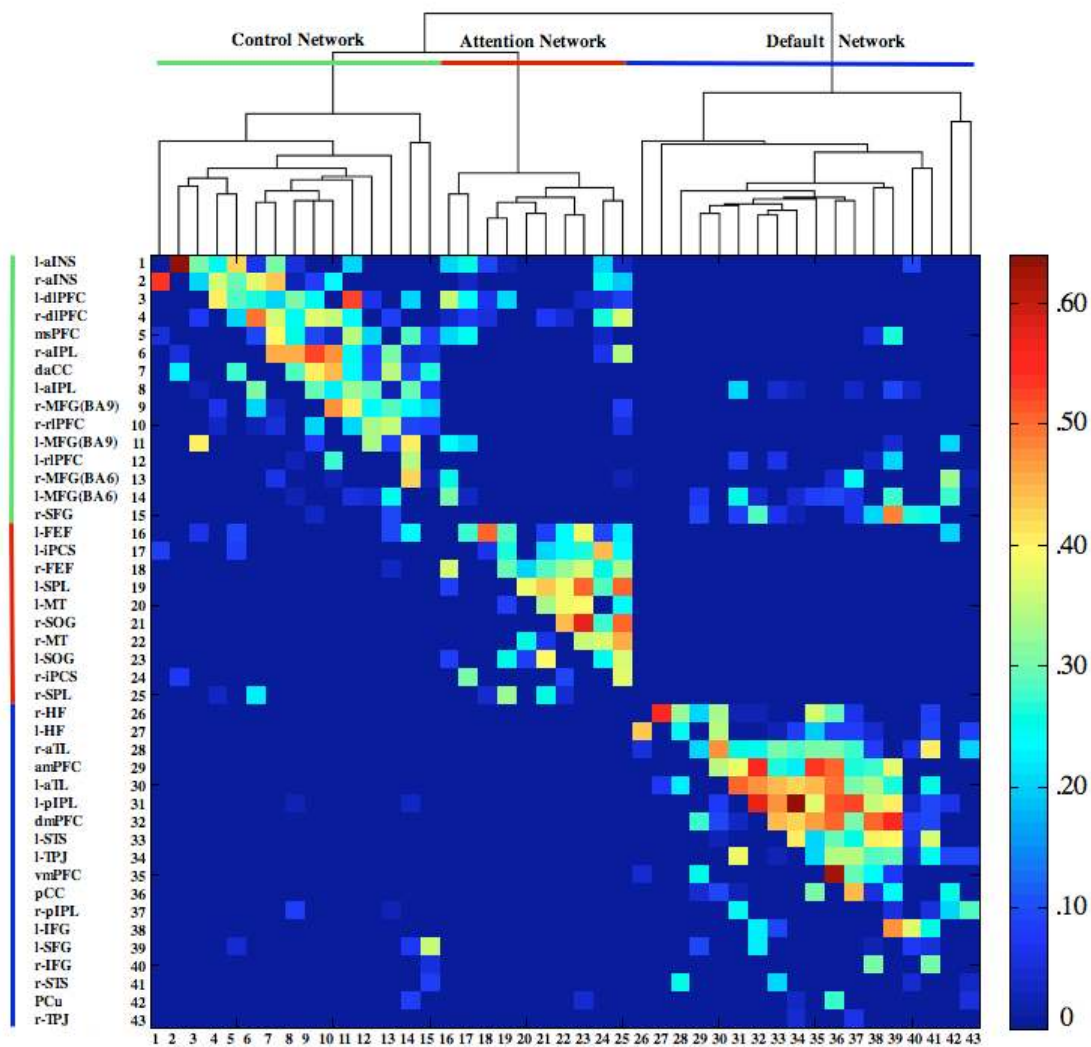 Control Network Attention Network Default Network
l-aINS 1
r-aINS 2
l-dlPFC 3
r-dlPFC 4
msPFC 5
r-aIPL 6
daCC 7
l-aIPL 8
r-MFG(BA9) 9
r-rlPFC 10
l-MFG(BA9) 11
l-rlPFC 12
r-MFG(BA6) 13
l-MFG(BA6) 14
r-SFG 15
l-FEF 16
l-iPCS 17
r-FEF 18
l-SPL 19
l-MT 20
r-SOG 21
r-MT 22
l-SOG 23
r-iPCS 24
r-SPL 25
r-HF 26
l-HF 27
r-aTL 28
amPFC 29
l-aTL 30
l-pIPL 31
dmPFC 32
l-STS 33
l-TPJ 34
vmPFC 35
pCC 36
r-pIPL 37
l-IFG 38
l-SFG 39
r-IFG 40
r-STS 41
PCu 42
r-TPJ 43
1 2 3 4 5 6 7 8 9 10 11 12 13 14 15 16 17 18 19 20 21 22 23 24 25 26 27 28 29 30 31 32 33 34 35 36 37 38 39 40 41 42 43
.60
.50
.40
.30
.20
.10
0